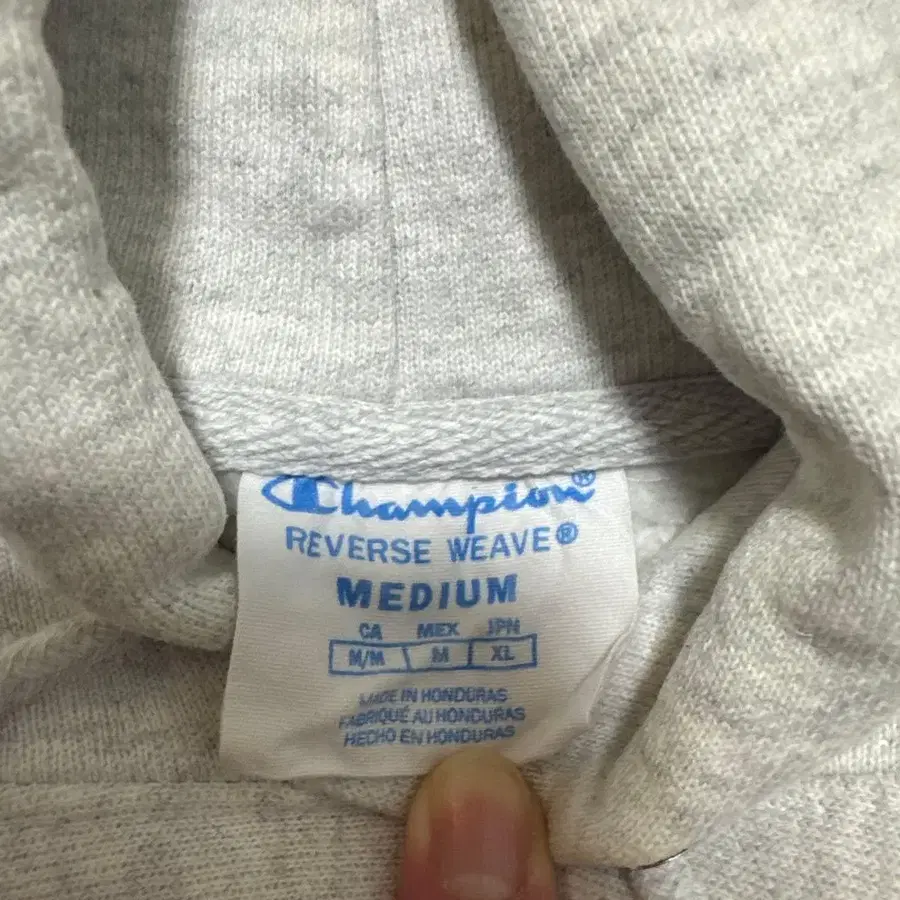 Champion®
REVERSE WEAVE®
MEDIUM
CA MEX JPN
M/M M XL
MADE IN HONDURAS
FABRIQUÉ AU HONDURAS
HECHO EN HONDURAS